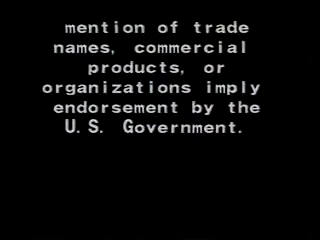 mention of trade
names, commercial
products, or
organizations imply
endorsement by the
U.S. Government.